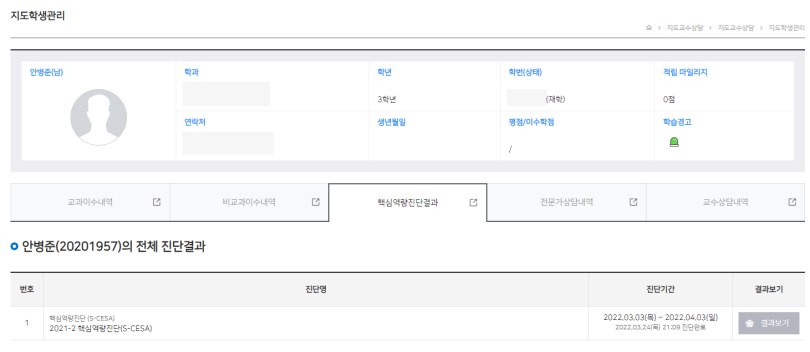 지도학생관리
지도교수상담 > 지도교수상담 > 지도학생관리
안병준(남)
학과
학년
학번(상태)
적립 마일리지
3학년
(재학)
0점
연락처
생년월일
평점/이수학점
학습경고
/
교과이수내역
비교과이수내역
핵심역량진단결과
전문가상담내역
교수상담내역
안병준(20201957)의 전체 진단결과
번호
진단명
진단기간
결과보기
1
핵심역량진단 (S-CESA)
2021-2 핵심역량진단(S-CESA)
2022.03.03(목) ~ 2022.04.03(일)
2022.03.24(목) 21:09 진단완료
결과보기